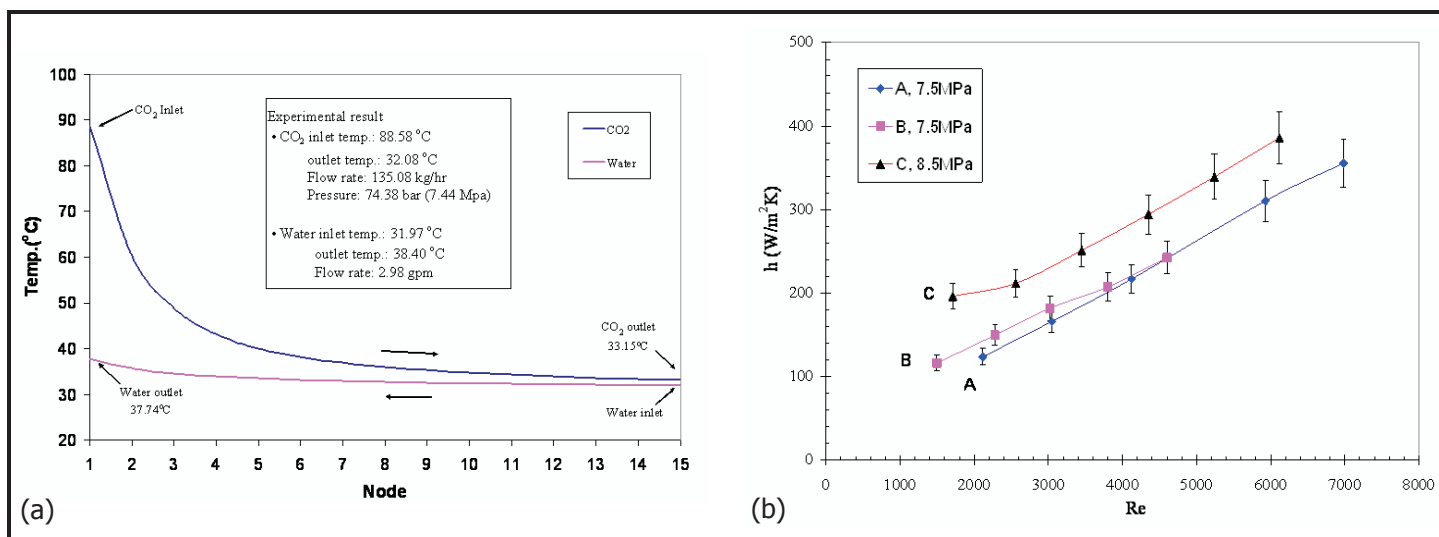 100
90
80
70
60
50
40
30
20
Temp.(°C)
CO₂ Inlet
Experimental result
• CO₂ inlet temp.: 88.58 °C
outlet temp.: 32.08 °C
Flow rate: 135.08 kg/hr
Pressure: 74.38 bar (7.44 Mpa)
• Water inlet temp.: 31.97 °C
outlet temp.: 38.40 °C
Flow rate: 2.98 gpm
CO2
Water
CO₂ outlet
33.15°C
Water outlet
37.74°C
Water inlet
1 2 3 4 5 6 7 8 9 10 11 12 13 14 15
Node
(a)
500
400
300
200
100
0
h (W/m²K)
A, 7.5MPa
B, 7.5MPa
C, 8.5MPa
C
B
A
0 1000 2000 3000 4000 5000 6000 7000 8000
Re
(b)